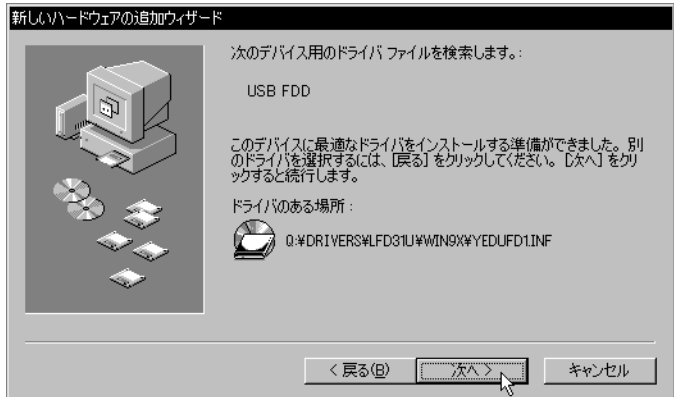 新しいハードウェアの追加ウィザード
次のデバイス用のドライバ ファイルを検索します。:
USB FDD
このデバイスに最適なドライバをインストールする準備ができました。別
のドライバを選択するには、[戻る] をクリックしてください。[次へ] をクリ
ックすると続行します。
ドライバのある場所:
Q:¥DRIVERS¥LFD31U¥WIN9X¥YEDUFD1.INF
< 戻る(B)
次へ >
キャンセル